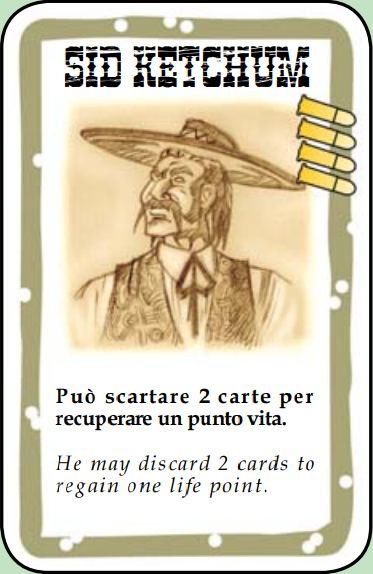 SID KETCHUM
Può scartare 2 carte per
recuperare un punto vita.
He may discard 2 cards to
regain one life point.